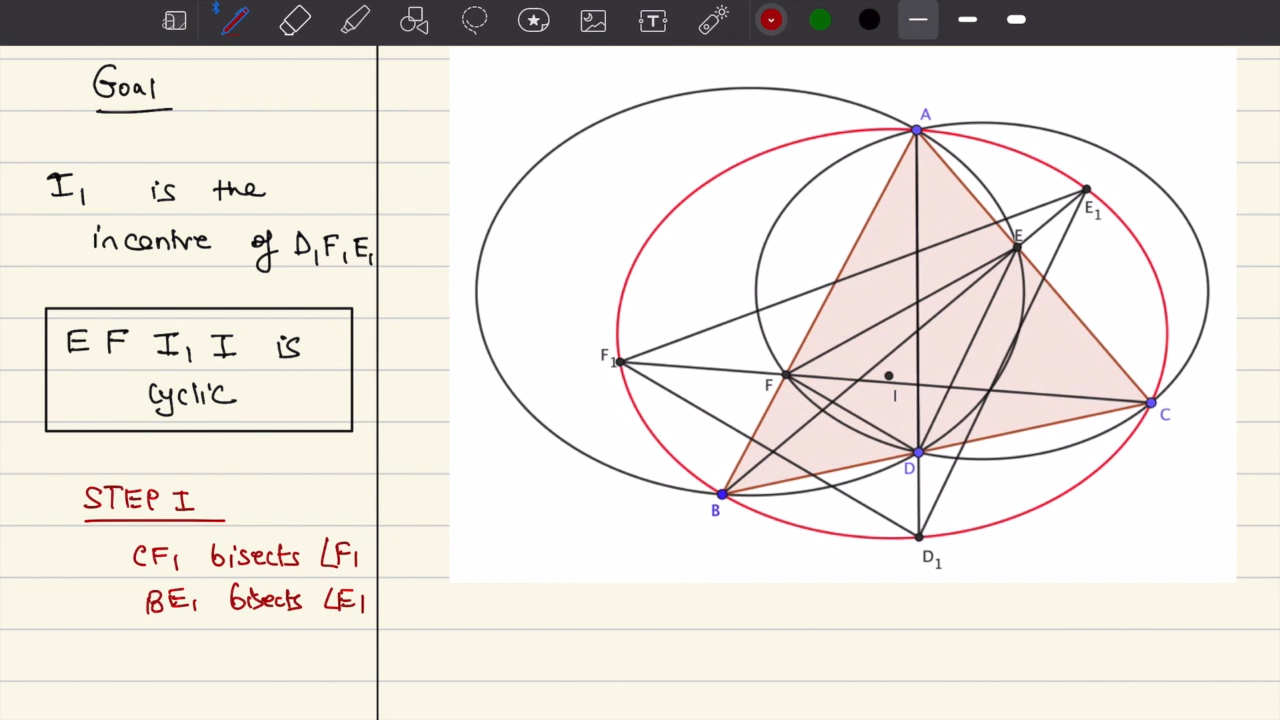 Goal
I₁ is the
incentre of D₁F₁E₁
E F I₁ I is
cyclic
STEP I
CF₁ bisects ∠F₁
BE₁ bisects ∠E₁
A
E₁
E
F₁
F
I
C
D
B
D₁
T